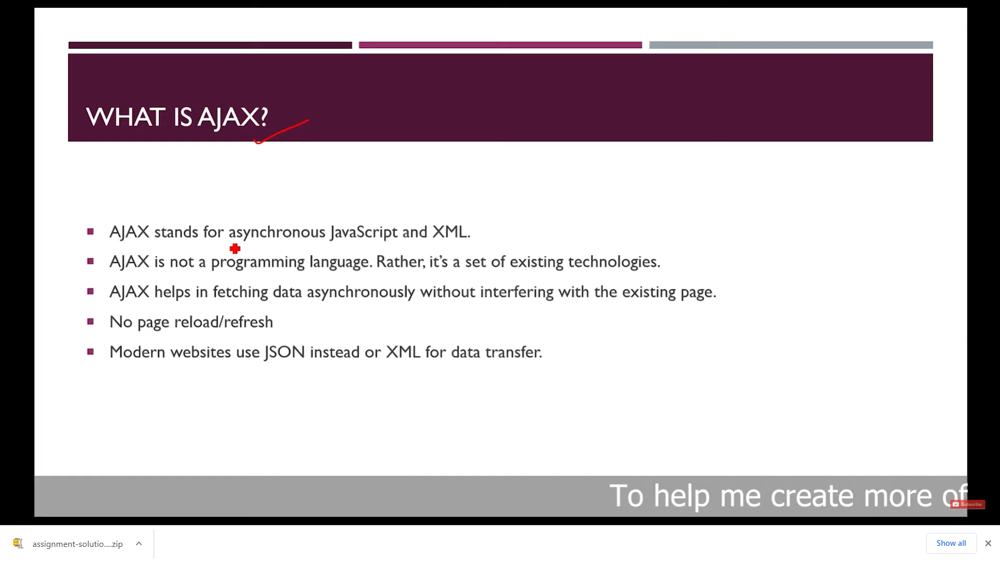 WHAT IS AJAX?
AJAX stands for asynchronous JavaScript and XML.
AJAX is not a programming language. Rather, it’s a set of existing technologies.
AJAX helps in fetching data asynchronously without interfering with the existing page.
No page reload/refresh
Modern websites use JSON instead or XML for data transfer.
To help me create more of
Subscribe
assignment-solutio....zip
Show all